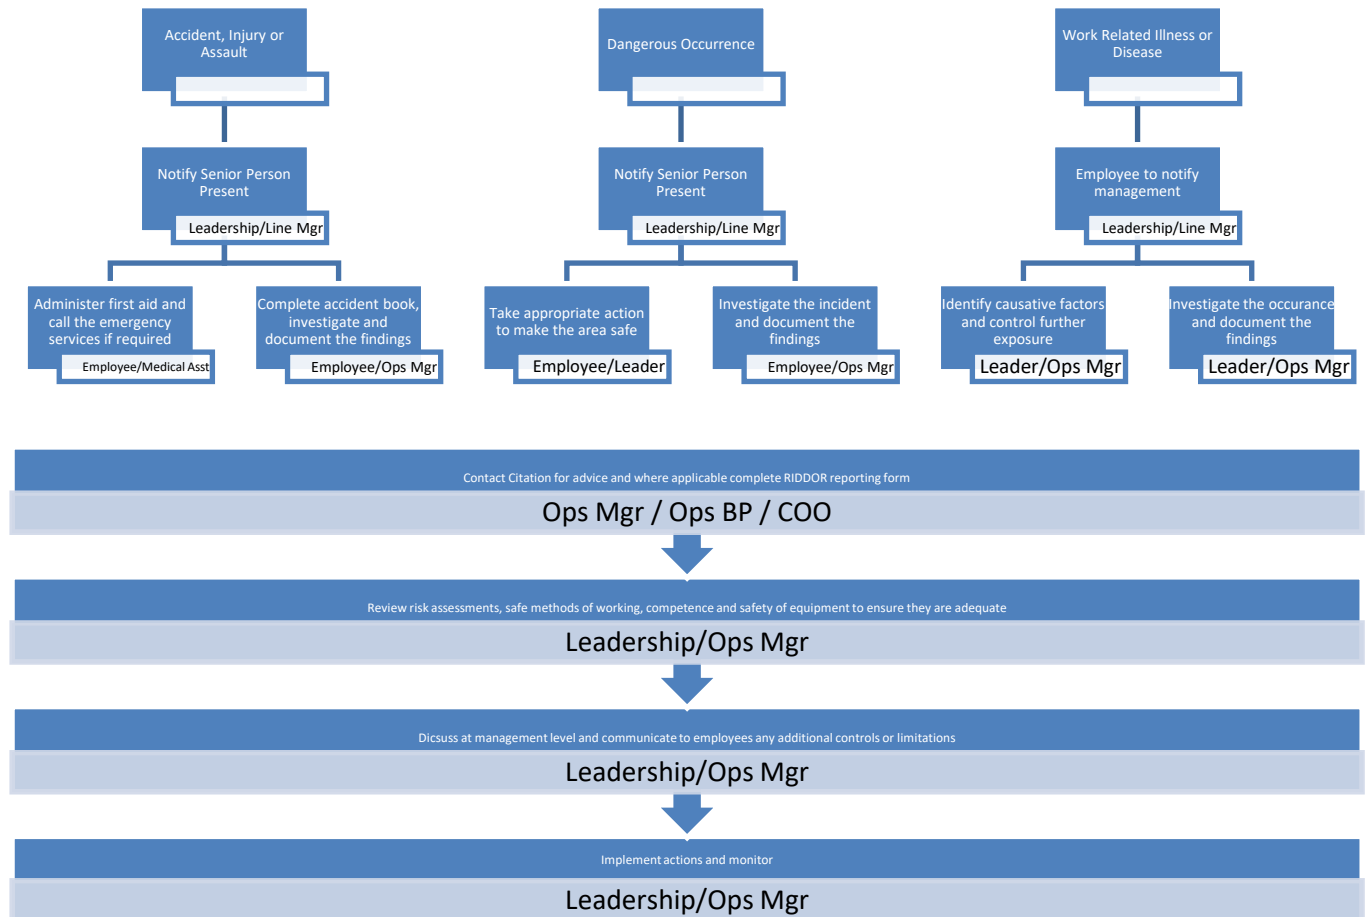 Accident, Injury or
Assault
Dangerous Occurrence
Work Related Illness or
Disease
Notify Senior Person
Present
Leadership/Line Mgr
Notify Senior Person
Present
Leadership/Line Mgr
Employee to notify
management
Leadership/Line Mgr
Administer first aid and
call the emergency
services if required
Employee/Medical Asst
Complete accident book,
investigate and
document the findings
Employee/Ops Mgr
Take appropriate action
to make the area safe
Employee/Leader
Investigate the incident
and document the
findings
Employee/Ops Mgr
Identify causative factors
and control further
exposure
Leader/Ops Mgr
Investigate the occurance
and document the
findings
Leader/Ops Mgr
Contact Citation for advice and where applicable complete RIDDOR reporting form
Ops Mgr / Ops BP / COO
Review risk assessments, safe methods of working, competence and safety of equipment to ensure they are adequate
Leadership/Ops Mgr
Dicsuss at management level and communicate to employees any additional controls or limitations
Leadership/Ops Mgr
Implement actions and monitor
Leadership/Ops Mgr